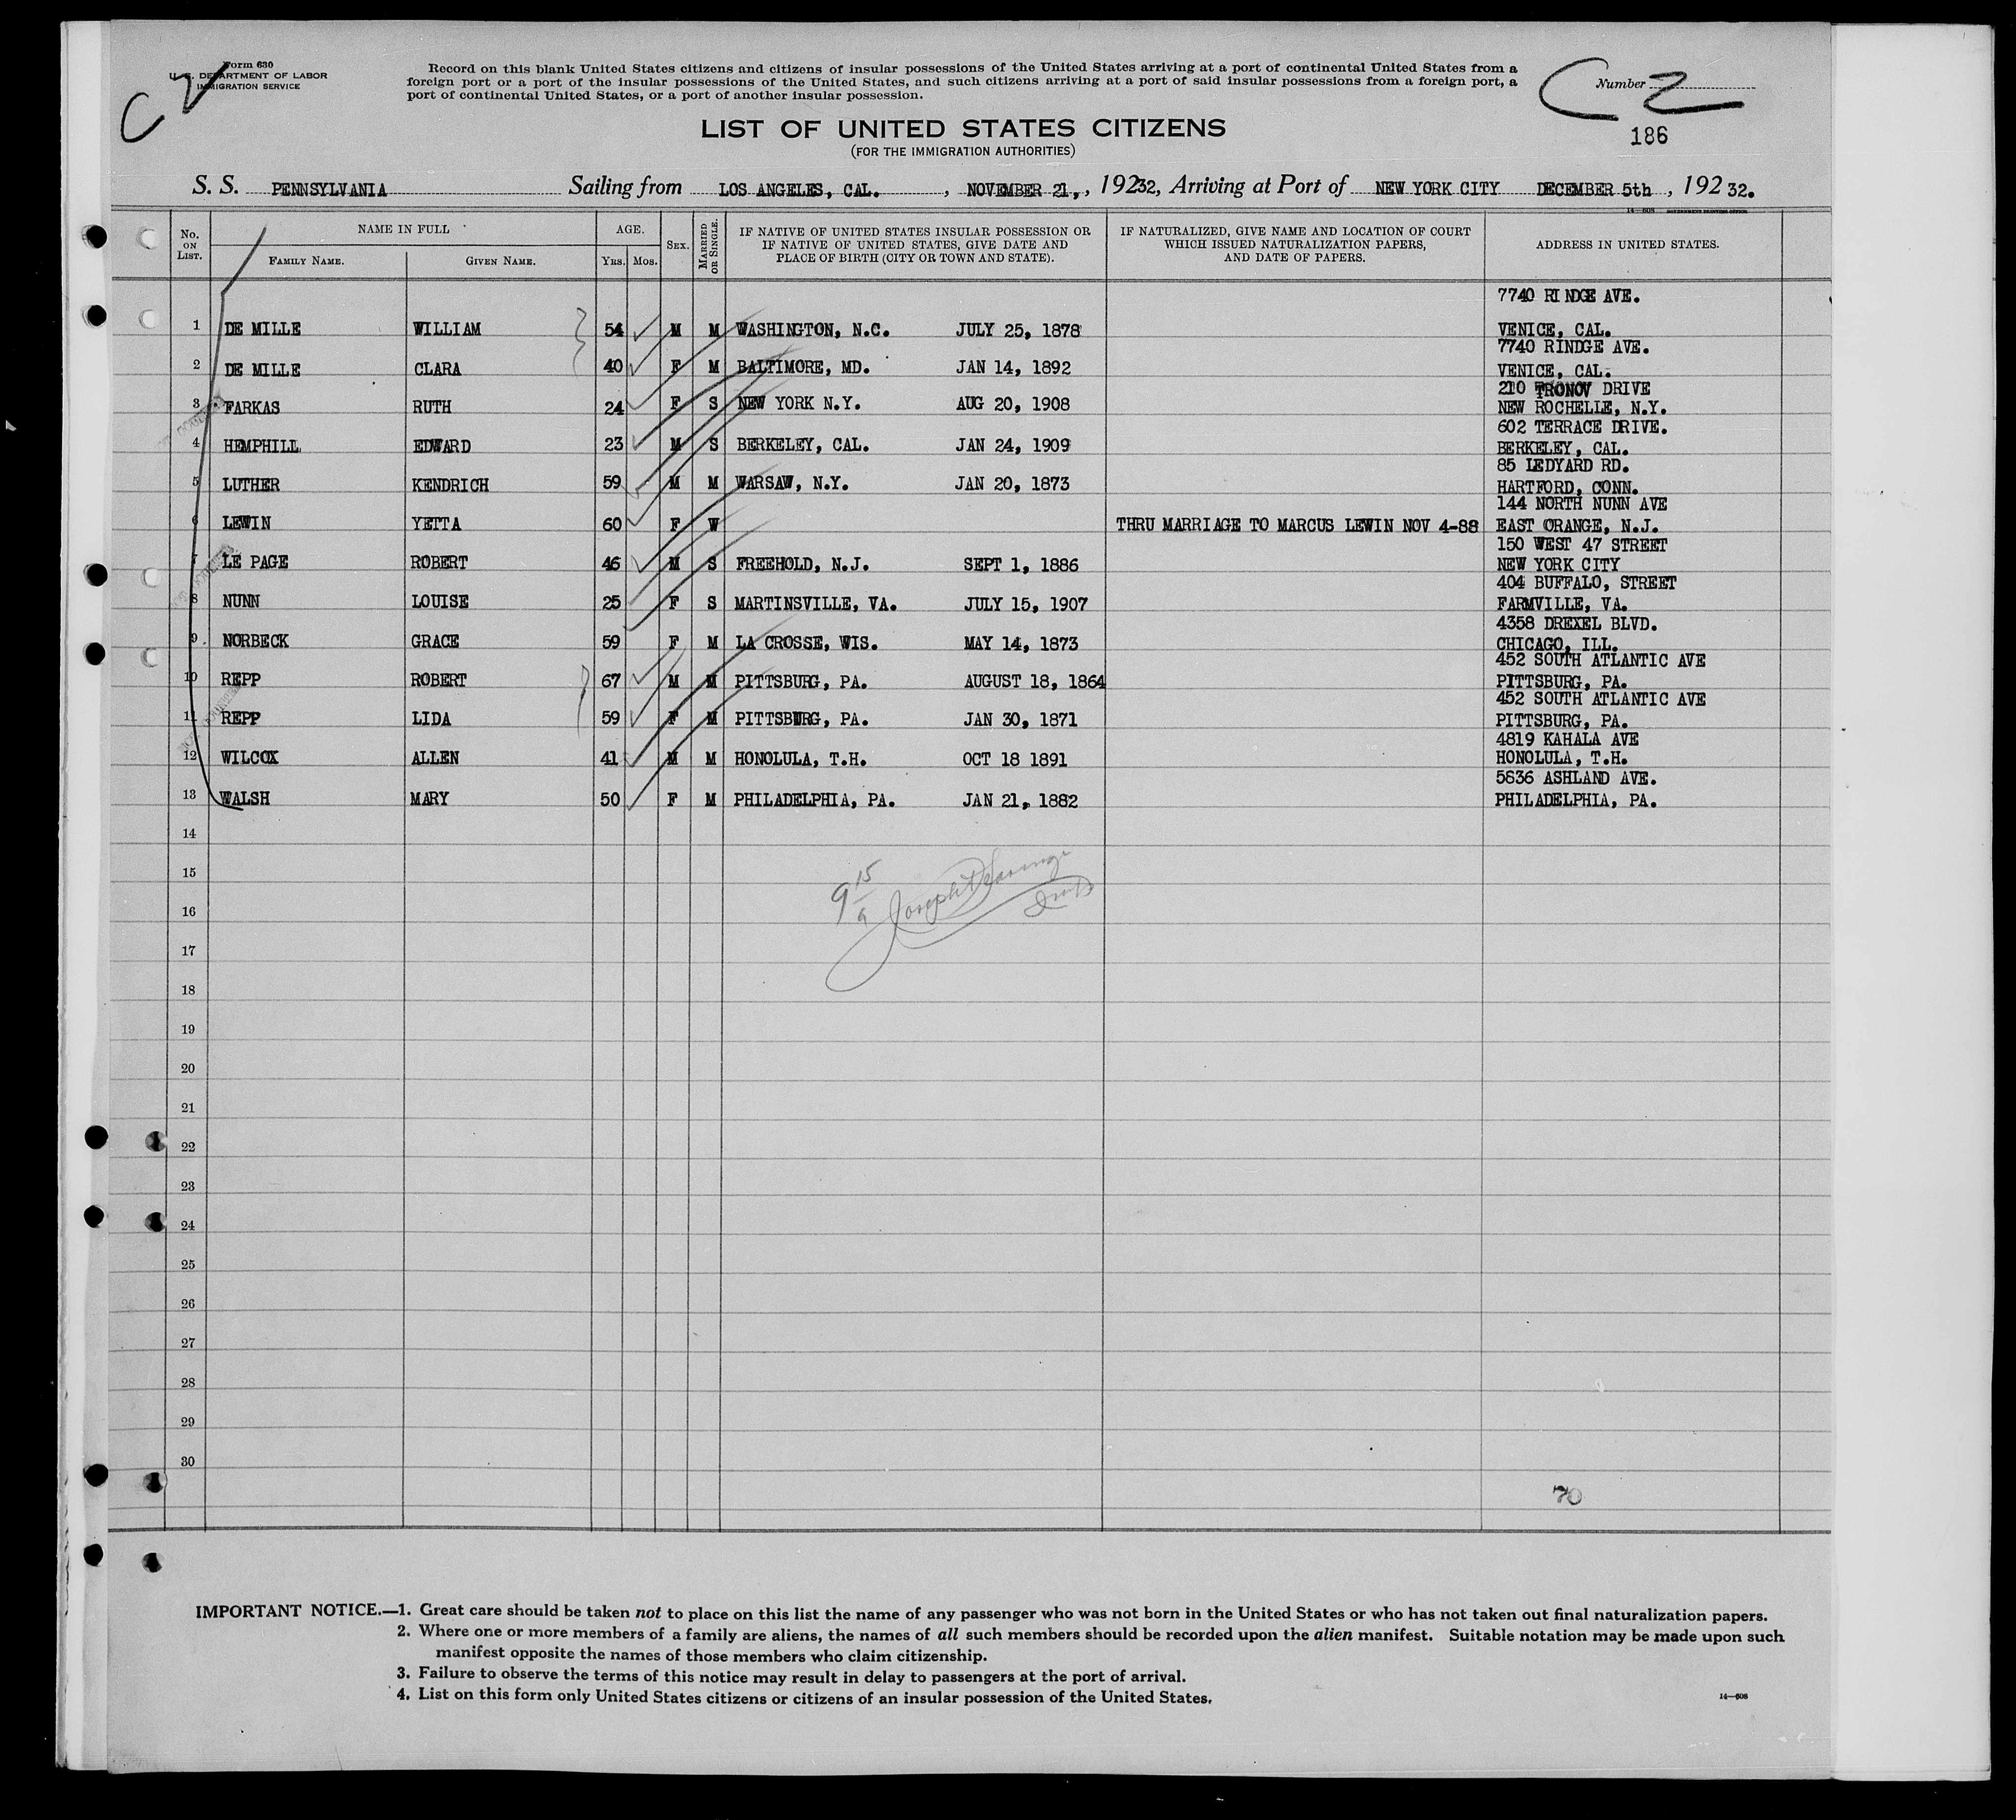 Form 630
U. S. DEPARTMENT OF LABOR
IMMIGRATION SERVICE
C 2
Record on this blank United States citizens and citizens of insular possessions of the United States arriving at a port of continental United States from a
foreign port or a port of the insular possessions of the United States, and such citizens arriving at a port of said insular possessions from a foreign port, a
port of continental United States, or a port of another insular possession.
Number C 2
186
LIST OF UNITED STATES CITIZENS
(FOR THE IMMIGRATION AUTHORITIES)
S. S. PENNSYLVANIA Sailing from LOS ANGELES, CAL. , NOVEMBER 21, , 19232, Arriving at Port of NEW YORK CITY DECEMBER 5th , 192 32.
14—608 GOVERNMENT PRINTING OFFICE
No. ON LIST. NAME IN FULL FAMILY NAME. GIVEN NAME. AGE. YRS. MOS. SEX. MARRIED OR SINGLE. IF NATIVE OF UNITED STATES INSULAR POSSESSION OR IF NATIVE OF UNITED STATES, GIVE DATE AND PLACE OF BIRTH (CITY OR TOWN AND STATE). IF NATURALIZED, GIVE NAME AND LOCATION OF COURT WHICH ISSUED NATURALIZATION PAPERS, AND DATE OF PAPERS. ADDRESS IN UNITED STATES.
7740 RINDGE AVE.
1 DE MILLE WILLIAM 54 M M WASHINGTON, N.C. JULY 25, 1878 VENICE, CAL.
7740 RINDGE AVE.
2 DE MILLE CLARA 40 F M BALTIMORE, MD. JAN 14, 1892 VENICE, CAL.
210 TRONOV DRIVE
3 FARKAS RUTH 24 F S NEW YORK N.Y. AUG 20, 1908 NEW ROCHELLE, N.Y.
602 TERRACE DRIVE.
4 HEMPHILL EDWARD 23 M S BERKELEY, CAL. JAN 24, 1909 BERKELEY, CAL.
85 LEDYARD RD.
5 LUTHER KENDRICH 59 M M WARSAW, N.Y. JAN 20, 1873 HARTFORD, CONN.
144 NORTH NUNN AVE
6 LEWIN YETTA 60 F W THRU MARRIAGE TO MARCUS LEWIN NOV 4-88 EAST ORANGE, N.J.
150 WEST 47 STREET
7 LE PAGE ROBERT 46 M S FREEHOLD, N.J. SEPT 1, 1886 NEW YORK CITY
404 BUFFALO, STREET
8 NUNN LOUISE 25 F S MARTINSVILLE, VA. JULY 15, 1907 FARMVILLE, VA.
4358 DREXEL BLVD.
9 NORBECK GRACE 59 F M LA CROSSE, WIS. MAY 14, 1873 CHICAGO, ILL.
452 SOUTH ATLANTIC AVE
10 REPP ROBERT 67 M M PITTSBURG, PA. AUGUST 18, 1864 PITTSBURG, PA.
452 SOUTH ATLANTIC AVE
11 REPP LIDA 59 F M PITTSBURG, PA. JAN 30, 1871 PITTSBURG, PA.
4819 KAHALA AVE
12 WILCOX ALLEN 41 M M HONOLULA, T.H. OCT 18 1891 HONOLULA, T.H.
5636 ASHLAND AVE.
13 WALSH MARY 50 F M PHILADELPHIA, PA. JAN 21, 1882 PHILADELPHIA, PA.
14
15
16
17
18
19
20
21
22
23
24
25
26
27
28
29
30
70
IMPORTANT NOTICE.—1. Great care should be taken not to place on this list the name of any passenger who was not born in the United States or who has not taken out final naturalization papers.
2. Where one or more members of a family are aliens, the names of all such members should be recorded upon the alien manifest. Suitable notation may be made upon such
manifest opposite the names of those members who claim citizenship.
3. Failure to observe the terms of this notice may result in delay to passengers at the port of arrival.
4. List on this form only United States citizens or citizens of an insular possession of the United States.
14—608